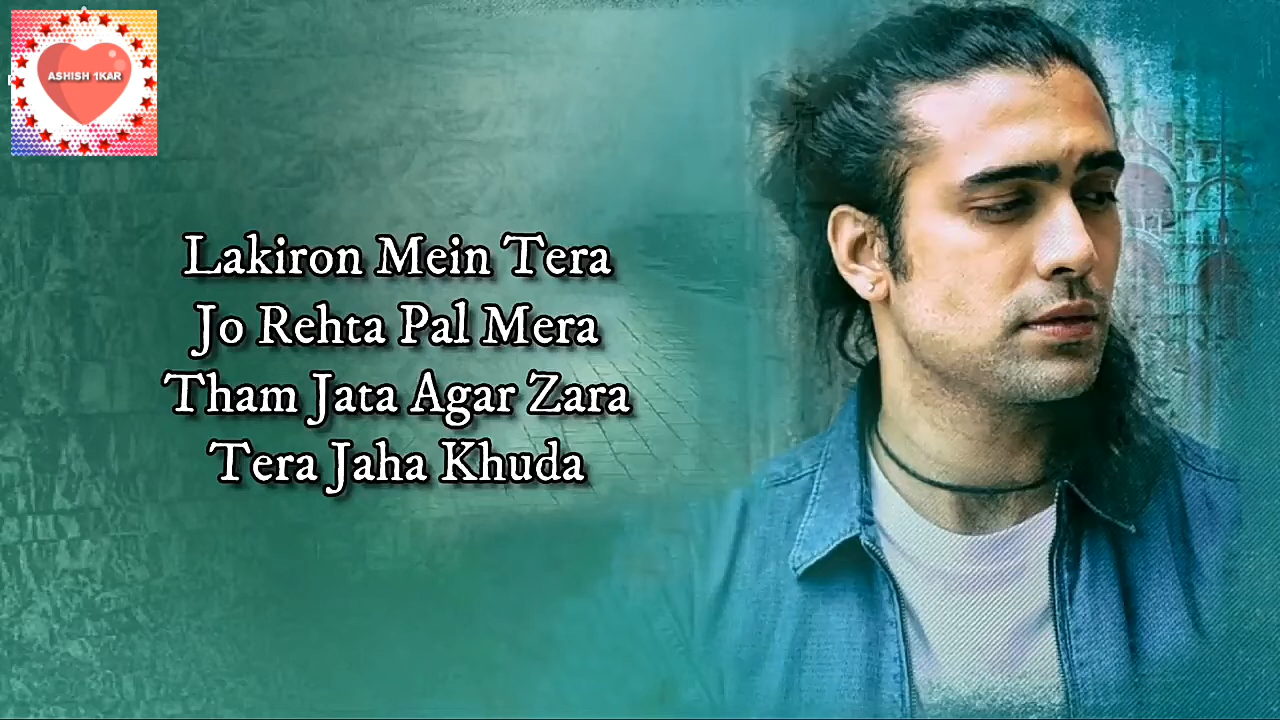 ASHISH 1KAR
Lakiron Mein Tera
Jo Rehta Pal Mera
Tham Jata Agar Zara
Tera Jaha Khuda